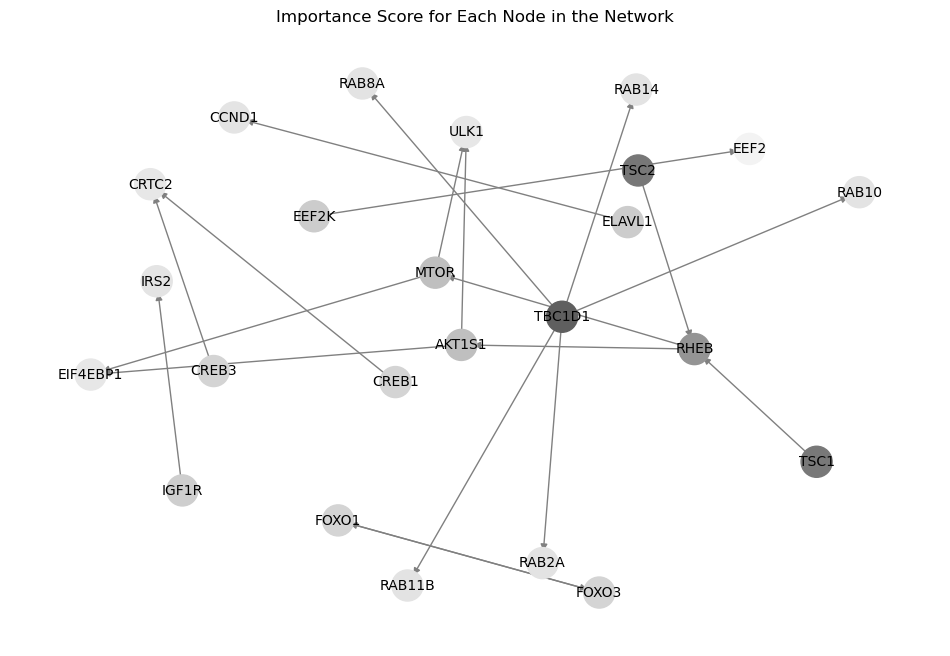 Importance Score for Each Node in the Network
RAB8A
RAB14
CCND1
ULK1
EEF2
TSC2
CRTC2
RAB10
EEF2K
ELAVL1
MTOR
IRS2
TBC1D1
AKT1S1
RHEB
EIF4EBP1
CREB3
CREB1
TSC1
IGF1R
FOXO1
RAB2A
RAB11B
FOXO3